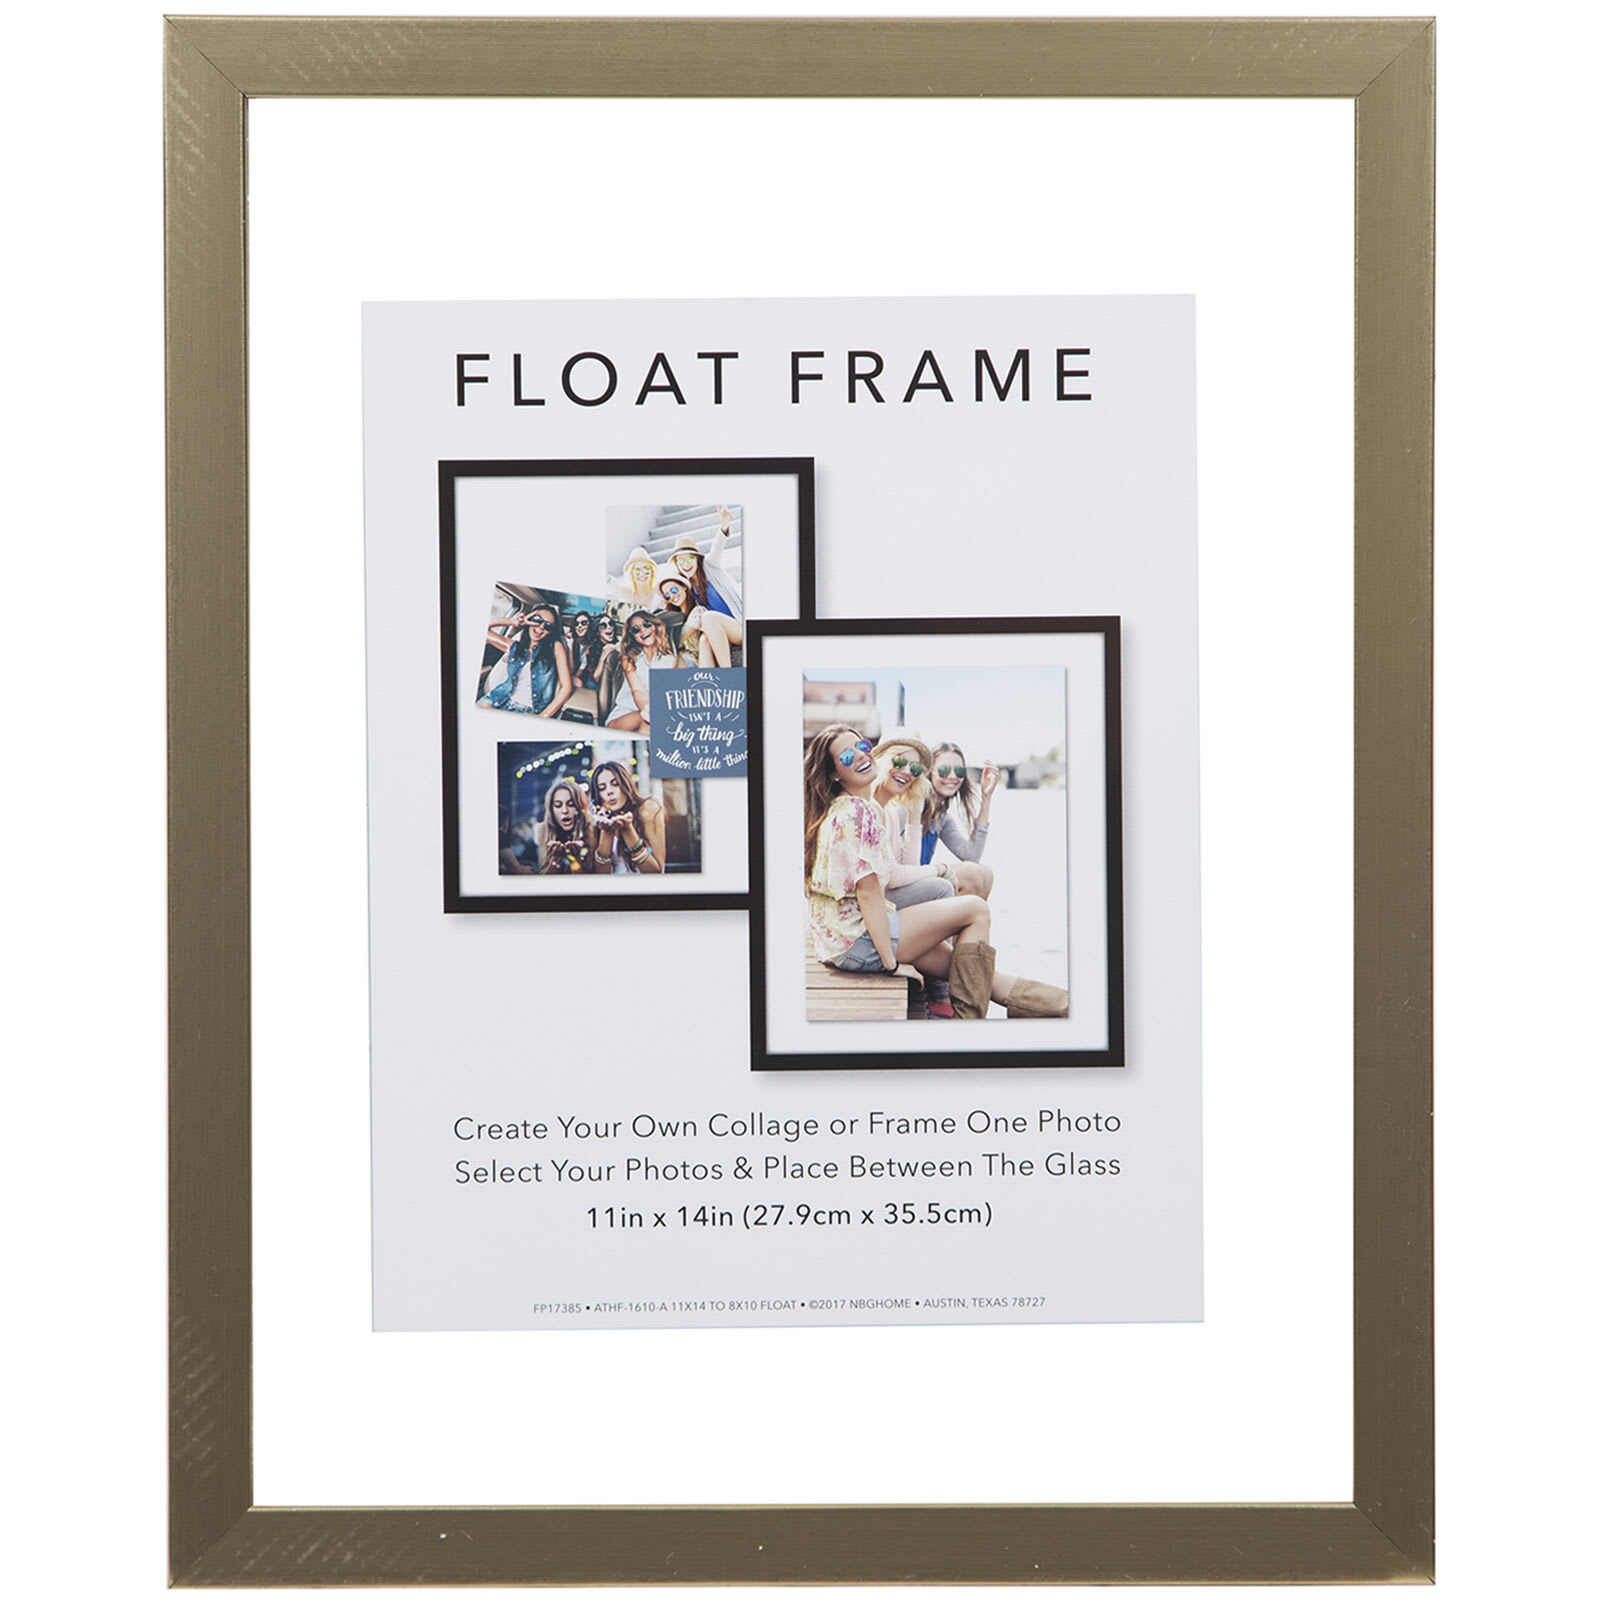 FLOAT FRAME
our
FRIENDSHIP
ISN'T A
big thing
IT'S A
million little
Create Your Own Collage or Frame One Photo
Select Your Photos & Place Between The Glass
11in x 14in (27.9cm x 35.5cm)
FP17385 • ATHF-1610-A 11X14 TO 8X10 FLOAT • ©2017 NBGHOME • AUSTIN, TEXAS 78727